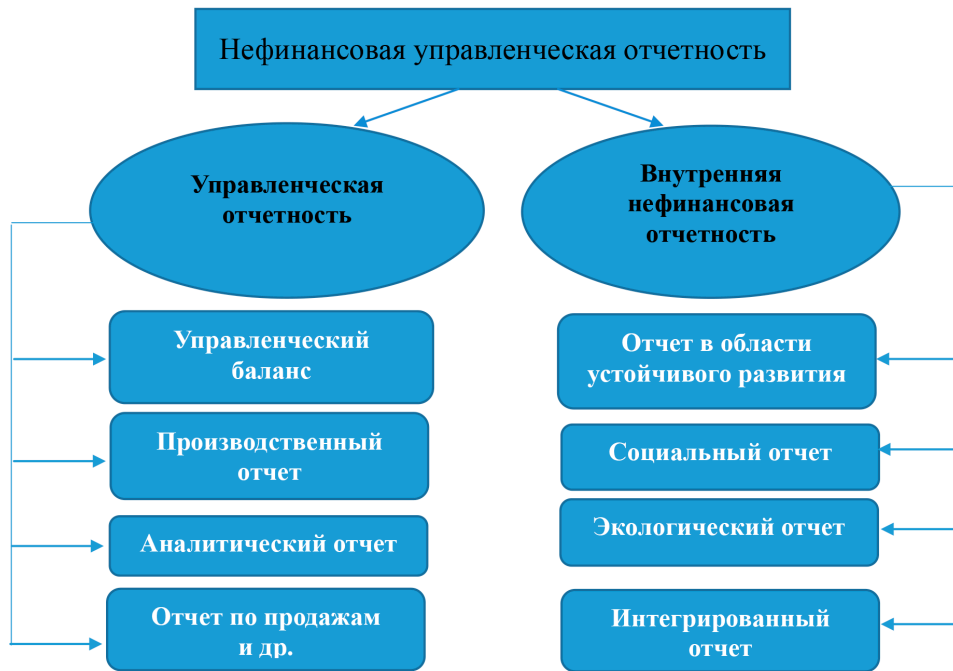 Нефинансовая управленческая отчетность
Управленческая
отчетность
Внутренняя
нефинансовая
отчетность
Управленческий
баланс
Производственный
отчет
Аналитический отчет
Отчет по продажам
и др.
Отчет в области
устойчивого развития
Социальный отчет
Экологический отчет
Интегрированный
отчет